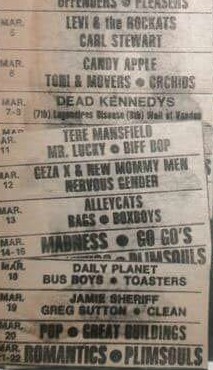 OFFENDERS • PLEASERS
MAR. 5 LEVI & the ROCKATS
CARL STEWART
MAR. 6 CANDY APPLE
TONI & MOVERS • ORCHIDS
MAR. 7-8 DEAD KENNEDYS
(7th) Legendires Disease (8th) Wall of Vandoo
MAR. 11 TERE MANSFIELD
MR. LUCKY • BIFF BOP
MAR. 12 GEZA X & NEW MOMMY MEN
NERVOUS GENDER
MAR. 13 ALLEYCATS
BAGS • BOXBOYS
MAR. 14-16 MADNESS • GO GO'S
PLIMSOULS
MAR. 18 DAILY PLANET
BUS BOYS • TOASTERS
MAR. 19 JAMIE SHERIFF
GREG SUTTON • CLEAN
MAR. 20 POP • GREAT BUILDINGS
MAR. 21-22 ROMANTICS • PLIMSOULS